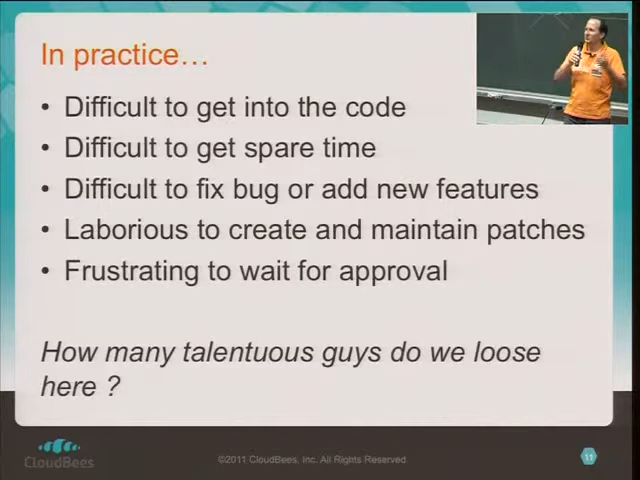 In practice…
• Difficult to get into the code
• Difficult to get spare time
• Difficult to fix bug or add new features
• Laborious to create and maintain patches
• Frustrating to wait for approval
How many talentuous guys do we loose
here ?
CloudBees
©2011 CloudBees, Inc. All Rights Reserved
11